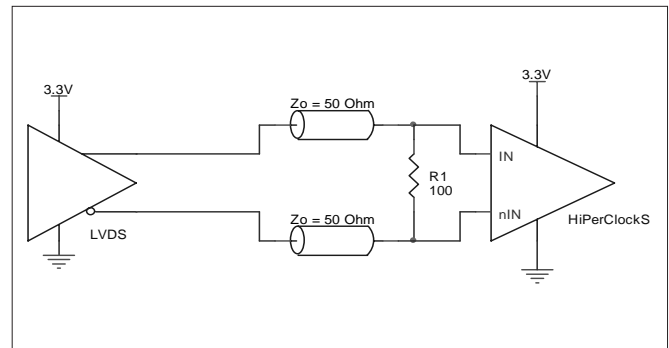 3.3V
3.3V
Zo = 50 Ohm
IN
R1
100
nIN
HiPerClockS
LVDS
Zo = 50 Ohm